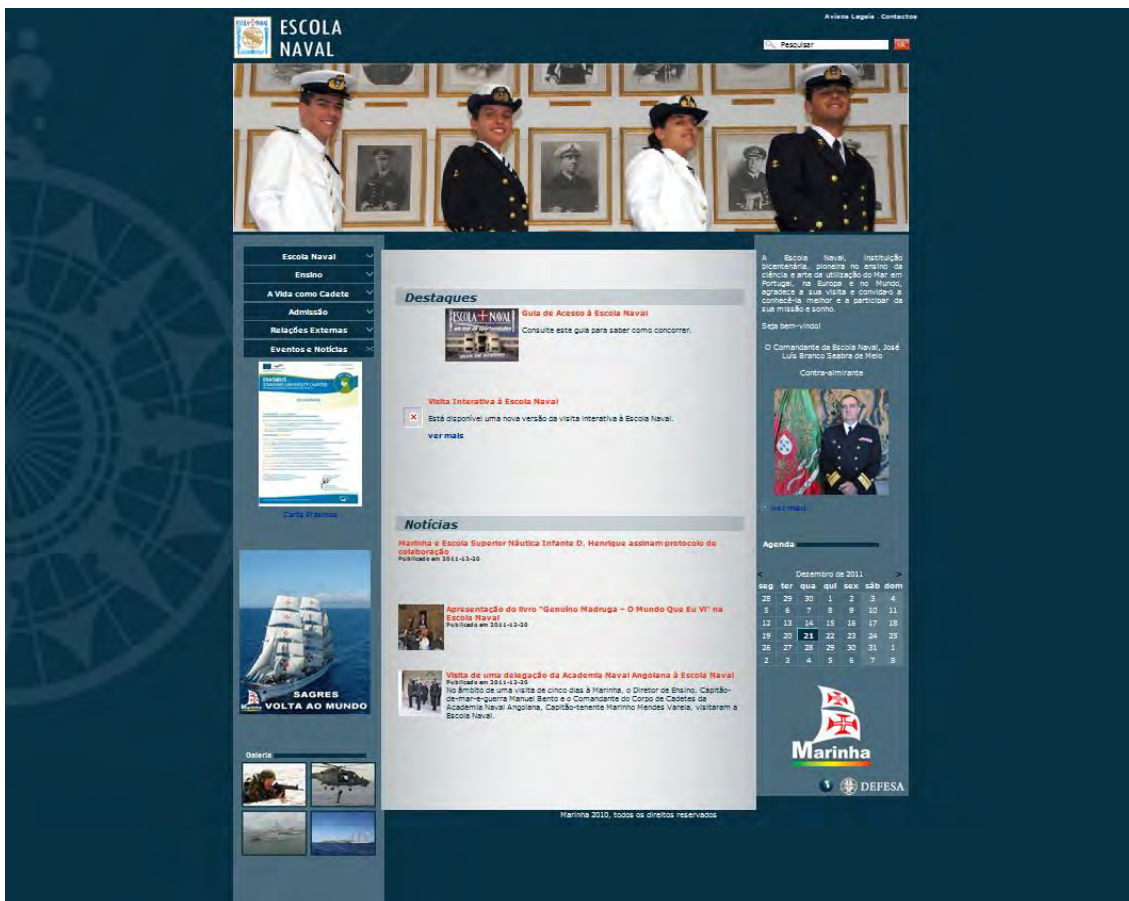 ESCOLA
NAVAL
Avisos Legais . Contactos
Pesquisar
ok
Escola Naval
Ensino
A Vida como Cadete
Admissão
Relações Externas
Eventos e Notícias
ERASMUS
Carta Erasmus
SAGRES
VOLTA AO MUNDO
Marinha
Galeria
Destaques
ESCOLA NAVAL
um mar de oportunidades
GUIA DE ACESSO
Guia de Acesso à Escola Naval
Consulte este guia para saber como concorrer.
Visita Interativa à Escola Naval
Está disponível uma nova versão da visita interativa à Escola Naval.
ver mais
Notícias
Marinha e Escola Superior Náutica Infante D. Henrique assinam protocolo de
colaboração
Publicado em 2011-12-20
Apresentação do livro "Genuíno Madruga – O Mundo Que Eu Vi" na
Escola Naval
Publicado em 2011-12-20
Visita de uma delegação da Academia Naval Angolana à Escola Naval
Publicado em 2011-12-20
No âmbito de uma visita de cinco dias à Marinha, o Diretor de Ensino, Capitão-
de-mar-e-guerra Manuel Bento e o Comandante do Corpo de Cadetes da
Academia Naval Angolana, Capitão-tenente Marinho Mendes Varela, visitaram a
Escola Naval.
A Escola Naval, instituição
bicentenária, pioneira no ensino da
ciência e arte da utilização do Mar em
Portugal, na Europa e no Mundo,
agradece a sua visita e convida-o a
conhecê-la melhor e a participar da
sua missão e sonho.
Seja bem-vindo!
O Comandante da Escola Naval, José
Luís Branco Seabra de Melo
Contra-almirante
ver mais
Agenda
< Dezembro de 2011 >
seg ter qua qui sex sáb dom
28 29 30 1 2 3 4
5 6 7 8 9 10 11
12 13 14 15 16 17 18
19 20 21 22 23 24 25
26 27 28 29 30 31 1
2 3 4 5 6 7 8
Marinha
DEFESA
Marinha 2010, todos os direitos reservados